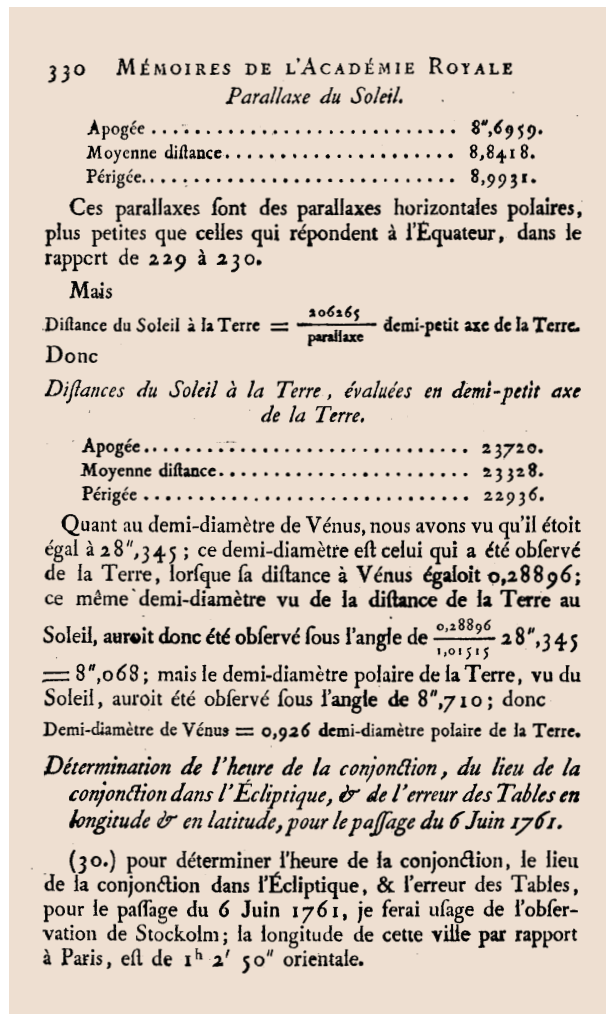 330 MÉMOIRES DE L'ACADÉMIE ROYALE
Parallaxe du Soleil.
Apogée .............................. 8",6959.
Moyenne diſtance...................... 8,8418.
Périgée.............................. 8,9931.
Ces parallaxes ſont des parallaxes horizontales polaires,
plus petites que celles qui répondent à l'Équateur, dans le
rapport de 229 à 230.
Mais
Diſtance du Soleil à la Terre = 206265 / parallaxe demi-petit axe de la Terre.
Donc
Diſtances du Soleil à la Terre, évaluées en demi-petit axe
de la Terre.
Apogée............................... 23720.
Moyenne diſtance........................ 23328.
Périgée ............................... 22936.
Quant au demi-diamètre de Vénus, nous avons vu qu'il étoit
égal à 28",345; ce demi-diamètre eſt celui qui a été obſervé
de la Terre, lorſque ſa diſtance à Vénus égaloit 0,28896;
ce même demi-diamètre vu de la diſtance de la Terre au
Soleil, auroit donc été obſervé ſous l'angle de 0,28896 / 1,01515 28",345
= 8",068; mais le demi-diamètre polaire de la Terre, vu du
Soleil, auroit été obſervé ſous l'angle de 8",710; donc
Demi-diamètre de Vénus = 0,926 demi-diamètre polaire de la Terre.
Détermination de l'heure de la conjonction, du lieu de la
conjonction dans l'Écliptique, & de l'erreur des Tables en
longitude & en latitude, pour le paſſage du 6 Juin 1761.
(30.) pour déterminer l'heure de la conjonction, le lieu
de la conjonction dans l'Écliptique, & l'erreur des Tables,
pour le paſſage du 6 Juin 1761, je ferai uſage de l'obſer-
vation de Stockolm; la longitude de cette ville par rapport
à Paris, eſt de 1ʰ 2' 50" orientale.